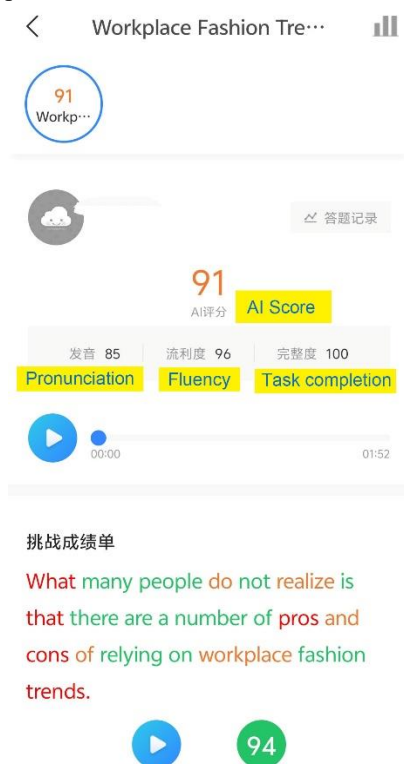 Workplace Fashion Tre···
91
Workp···
答题记录
91
AI评分 AI Score
发音 85 流利度 96 完整度 100
Pronunciation Fluency Task completion
00:00 01:52
挑战成绩单
What many people do not realize is
that there are a number of pros and
cons of relying on workplace fashion
trends.
94